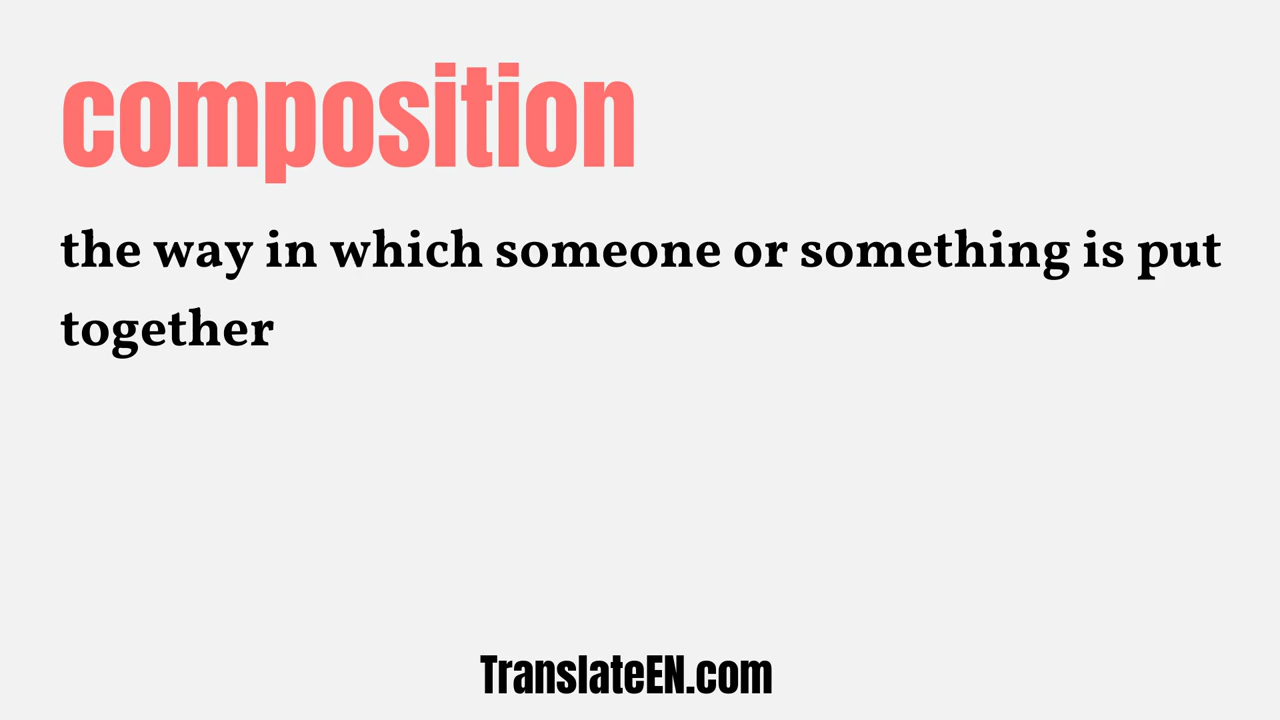 composition
the way in which someone or something is put
together
TranslateEN.com